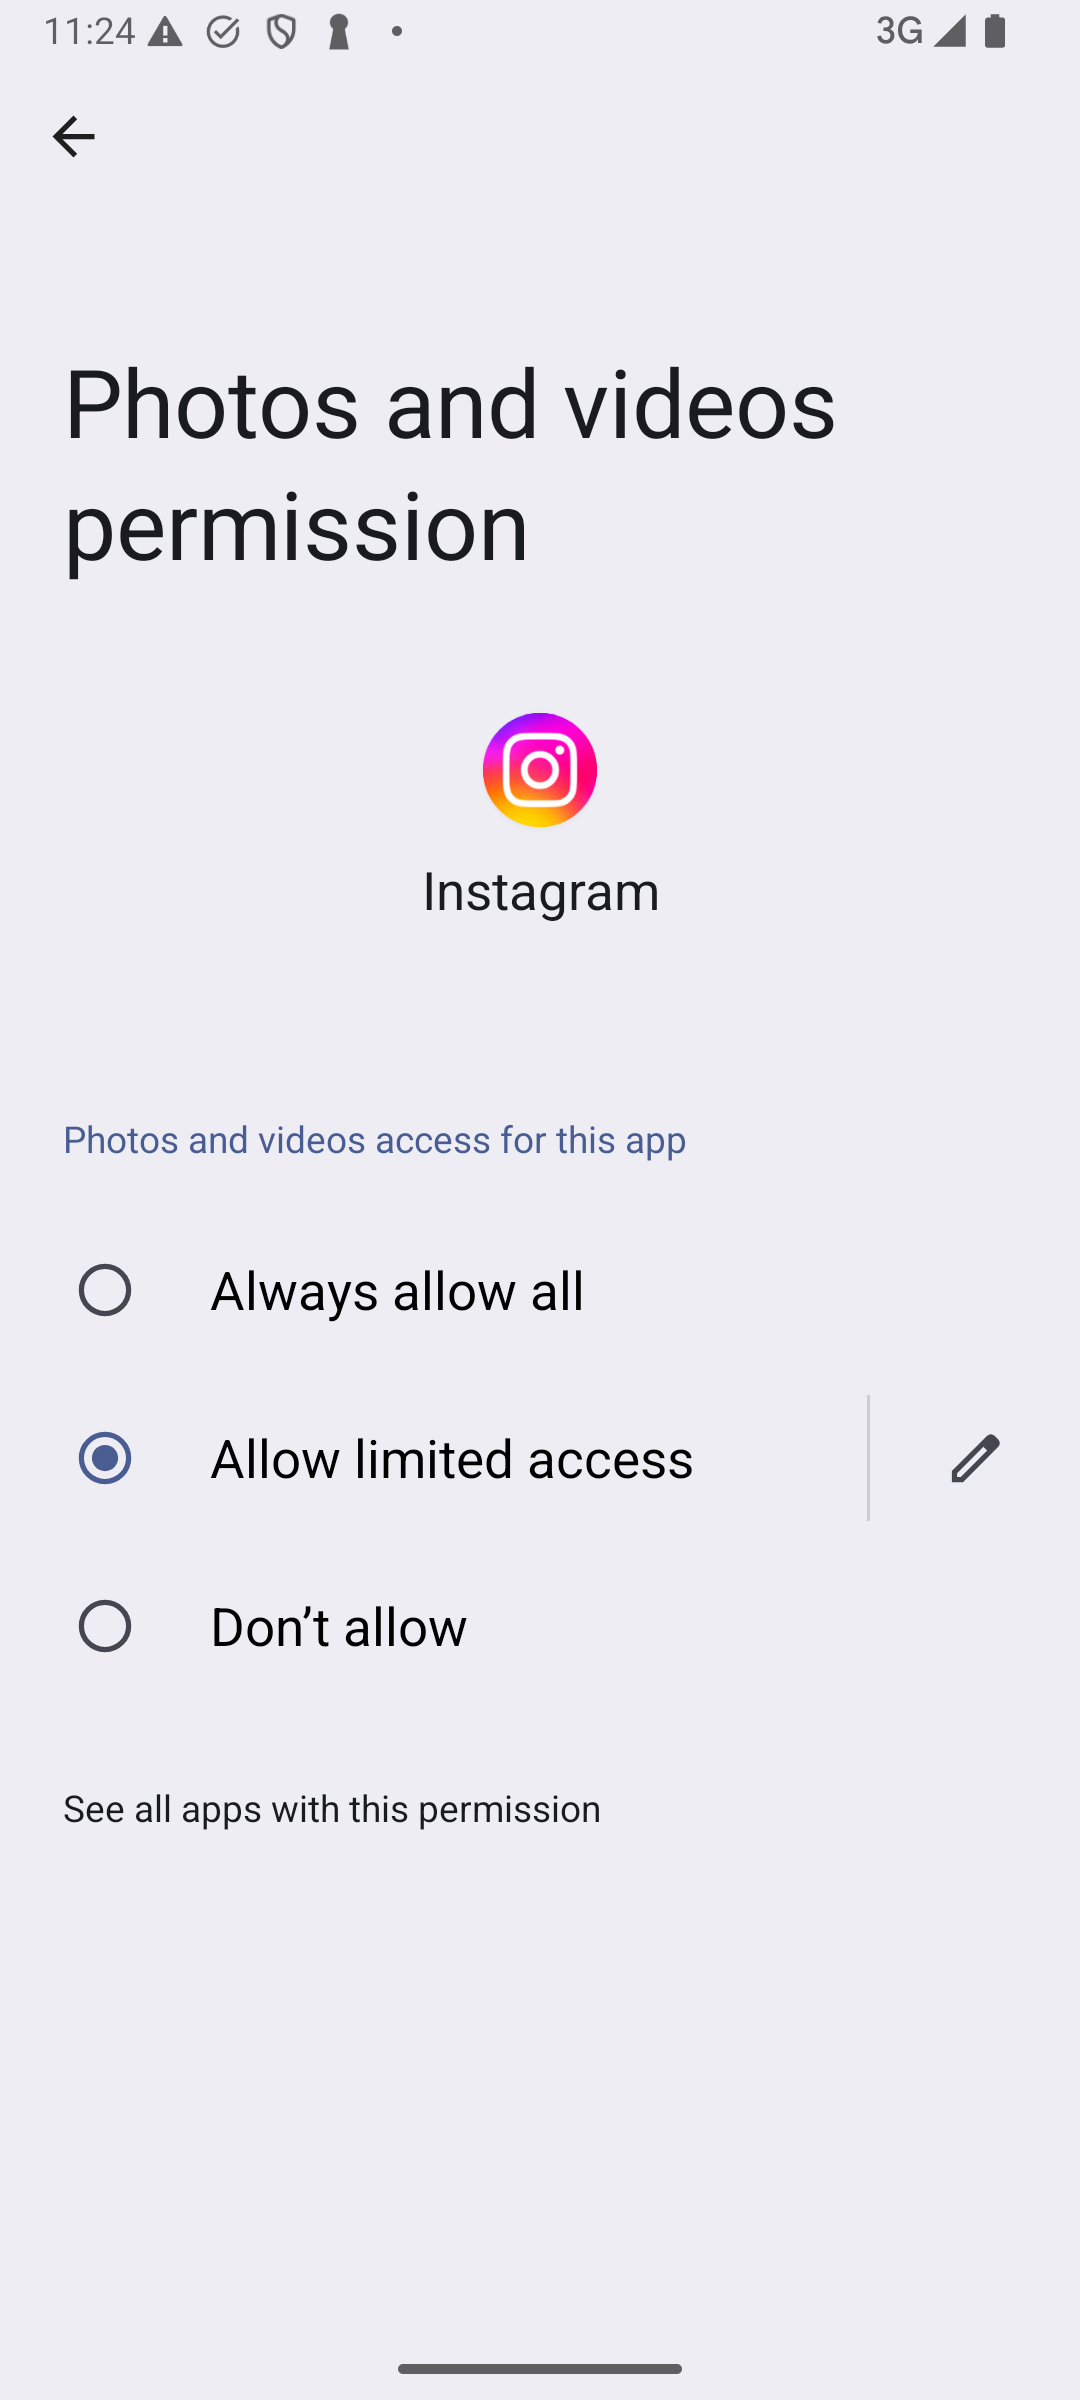 11:24
3G
Photos and videos
permission
Instagram
Photos and videos access for this app
Always allow all
Allow limited access
Don’t allow
See all apps with this permission